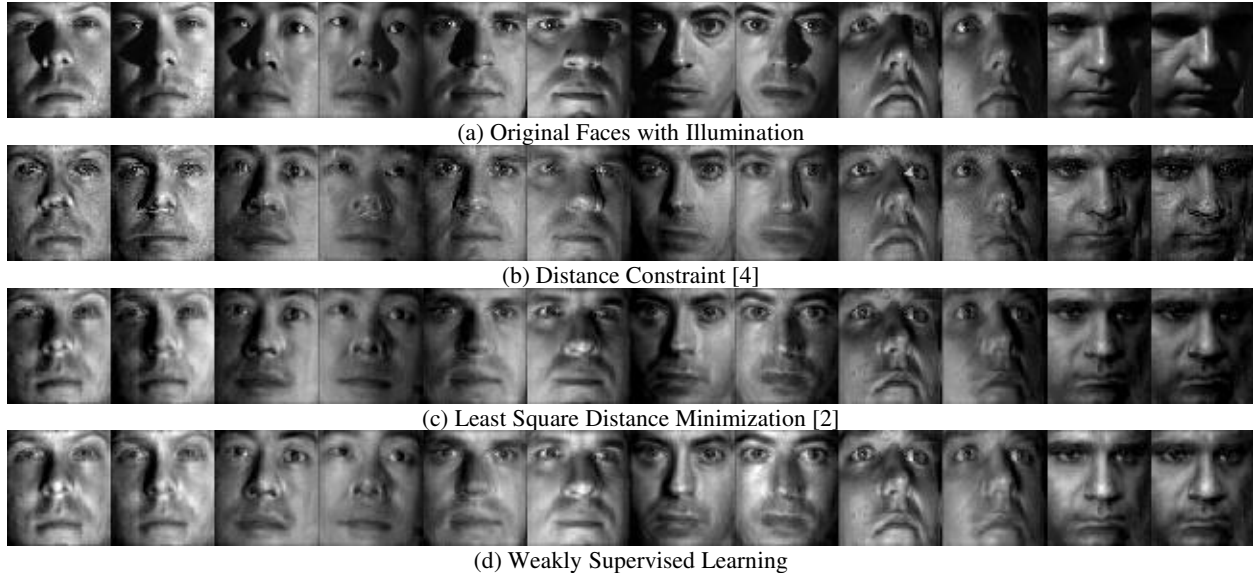 (a) Original Faces with Illumination
(b) Distance Constraint [4]
(c) Least Square Distance Minimization [2]
(d) Weakly Supervised Learning